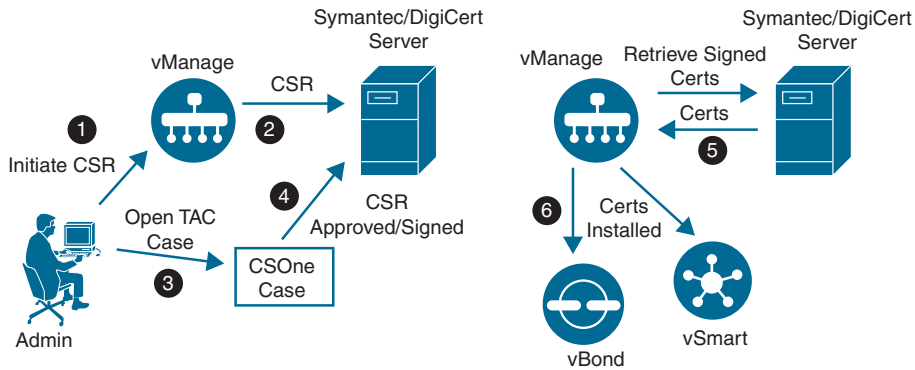 Symantec/DigiCert
Server
vManage
CSR
1
2
Initiate CSR
4
CSR
Approved/Signed
Open TAC
Case
3
CSOne
Case
Admin
Symantec/DigiCert
Server
vManage
Retrieve Signed
Certs
Certs
5
6
Certs
Installed
vBond
vSmart